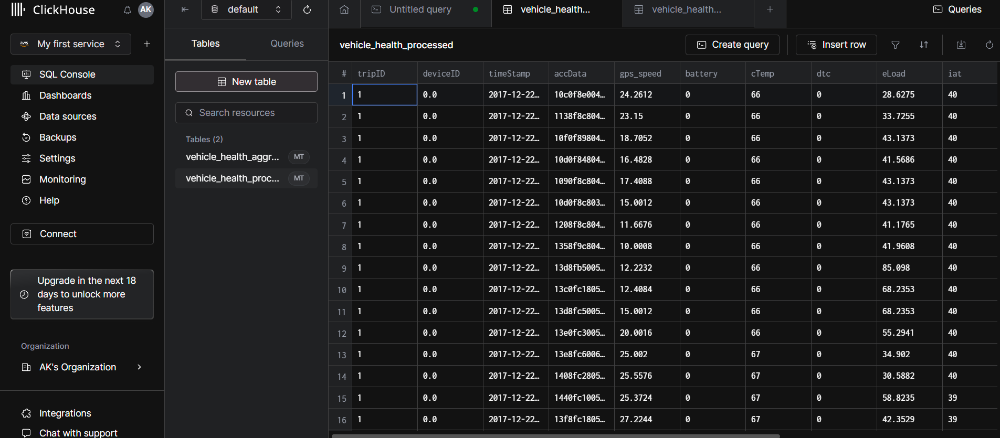 ClickHouse
AK
aws My first service
SQL Console
Dashboards
Data sources
Backups
Settings
Monitoring
Help
Connect
Upgrade in the next 18
days to unlock more
features
Organization
AK's Organization
Integrations
Chat with support
default
Tables Queries
New table
Search resources
Tables (2)
vehicle_health_aggr... MT
vehicle_health_proc... MT
Untitled query vehicle_health... vehicle_health... + Queries
vehicle_health_processed Create query Insert row
# tripID deviceID timeStamp accData gps_speed battery cTemp dtc eLoad iat
1 1 0.0 2017-12-22… 10c0f8e004… 24.2612 0 66 0 28.6275 40
2 1 0.0 2017-12-22… 1138f8c804… 23.15 0 66 0 33.7255 40
3 1 0.0 2017-12-22… 10f0f89804… 18.7052 0 66 0 43.1373 40
4 1 0.0 2017-12-22… 10d0f84804… 16.4828 0 66 0 41.5686 40
5 1 0.0 2017-12-22… 1090f8c804… 17.4088 0 66 0 43.1373 40
6 1 0.0 2017-12-22… 10d0f8c803… 15.0012 0 66 0 43.1373 40
7 1 0.0 2017-12-22… 1208f8c804… 11.6676 0 66 0 41.1765 40
8 1 0.0 2017-12-22… 1358f9c804… 10.0008 0 66 0 41.9608 40
9 1 0.0 2017-12-22… 13d8fb5005… 12.2232 0 66 0 85.098 40
10 1 0.0 2017-12-22… 13c0fc1805… 12.4084 0 66 0 68.2353 40
11 1 0.0 2017-12-22… 13d8fc5005… 15.0012 0 66 0 68.2353 40
12 1 0.0 2017-12-22… 13e0fc3005… 20.0016 0 66 0 55.2941 40
13 1 0.0 2017-12-22… 13e8fc6006… 25.002 0 67 0 34.902 40
14 1 0.0 2017-12-22… 1408fc2805… 25.5576 0 67 0 30.5882 40
15 1 0.0 2017-12-22… 1440fc1005… 25.3724 0 67 0 58.8235 39
16 1 0.0 2017-12-22… 13f8fc1805… 27.2244 0 67 0 42.3529 39